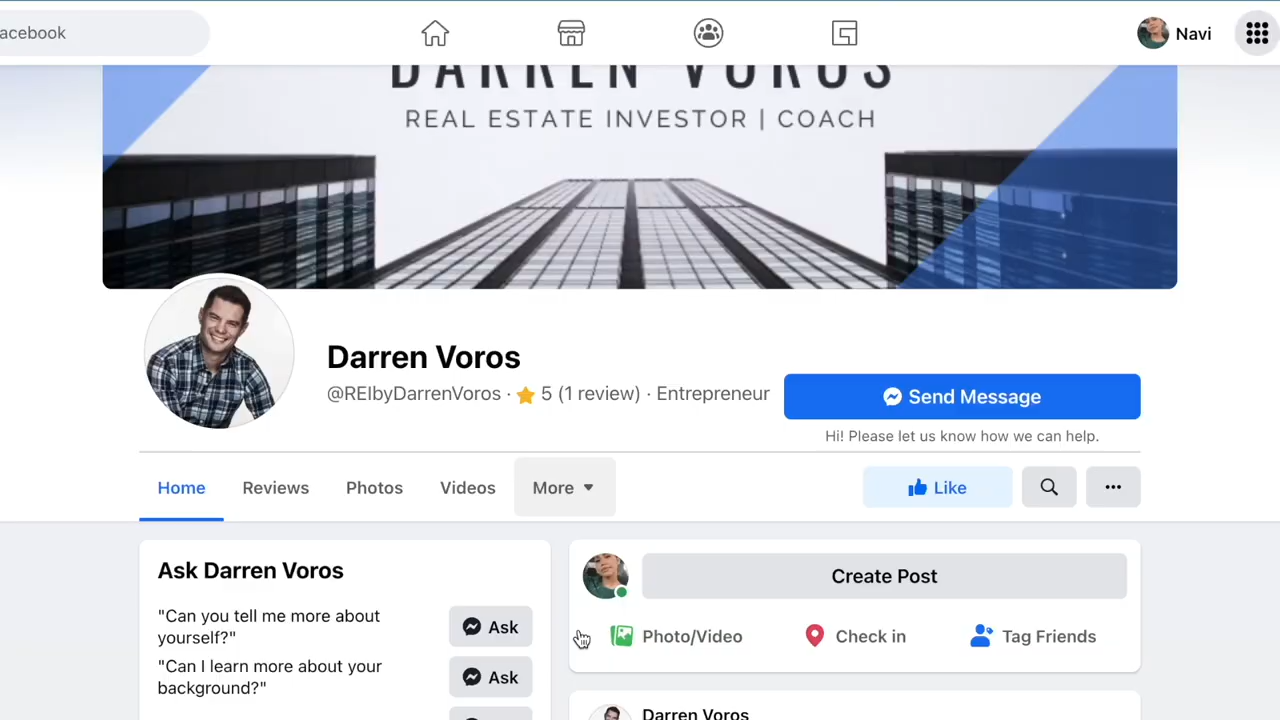 acebook
Navi
DARREN VOROS
REAL ESTATE INVESTOR | COACH
Darren Voros
@REIbyDarrenVoros · 5 (1 review) · Entrepreneur
Send Message
Hi! Please let us know how we can help.
Home
Reviews
Photos
Videos
More
Like
Ask Darren Voros
"Can you tell me more about
yourself?"
Ask
"Can I learn more about your
background?"
Ask
Create Post
Photo/Video
Check in
Tag Friends
Darren Voros